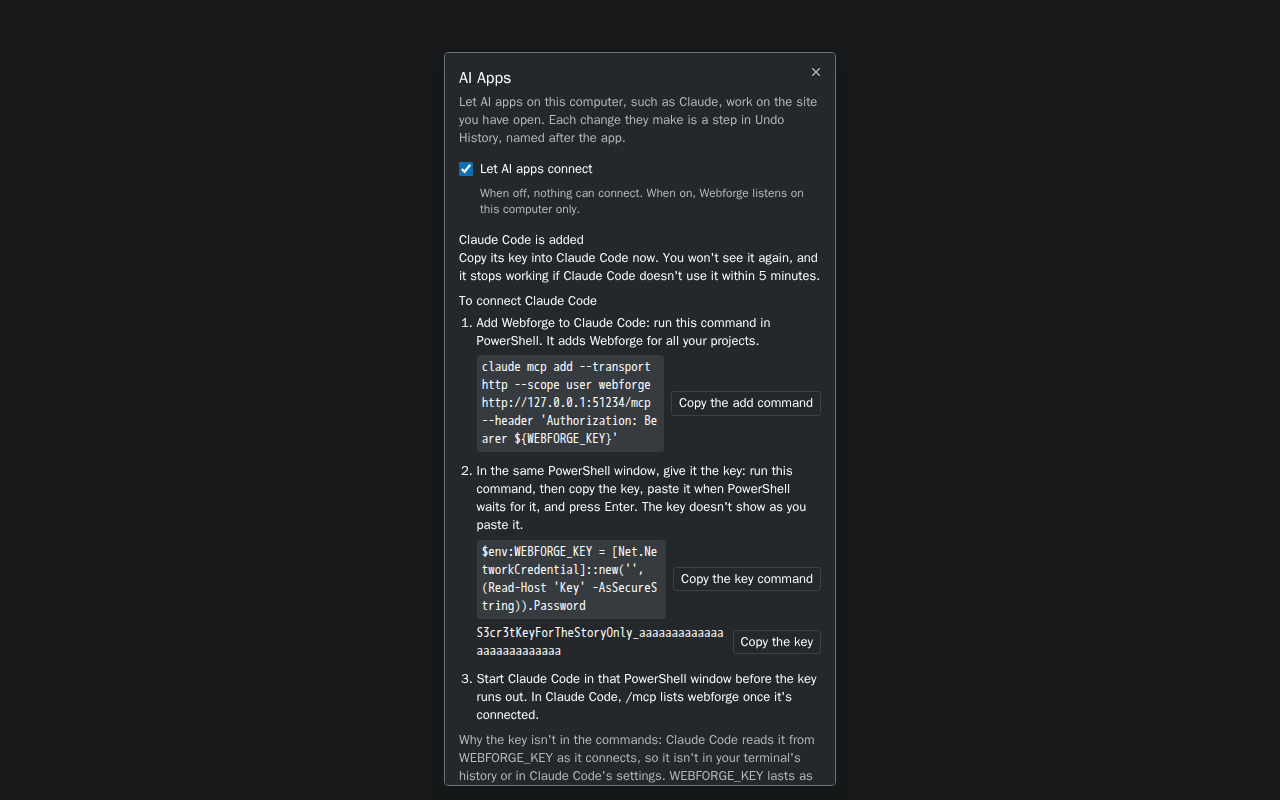 AI Apps
Let AI apps on this computer, such as Claude, work on the site
you have open. Each change they make is a step in Undo
History, named after the app.
Let AI apps connect
When off, nothing can connect. When on, Webforge listens on
this computer only.
Claude Code is added
Copy its key into Claude Code now. You won't see it again, and
it stops working if Claude Code doesn't use it within 5 minutes.
To connect Claude Code
1. Add Webforge to Claude Code: run this command in
PowerShell. It adds Webforge for all your projects.
claude mcp add --transport
http --scope user webforge
http://127.0.0.1:51234/mcp
--header 'Authorization: Be
arer ${WEBFORGE_KEY}'
Copy the add command
2. In the same PowerShell window, give it the key: run this
command, then copy the key, paste it when PowerShell
waits for it, and press Enter. The key doesn't show as you
paste it.
$env:WEBFORGE_KEY = [Net.Ne
tworkCredential]::new('',
(Read-Host 'Key' -AsSecureS
tring)).Password
Copy the key command
S3cr3tKeyForTheStoryOnly_aaaaaaaaaaaaa
aaaaaaaaaaaaa
Copy the key
3. Start Claude Code in that PowerShell window before the key
runs out. In Claude Code, /mcp lists webforge once it's
connected.
Why the key isn't in the commands: Claude Code reads it from
WEBFORGE_KEY as it connects, so it isn't in your terminal's
history or in Claude Code's settings. WEBFORGE_KEY lasts as